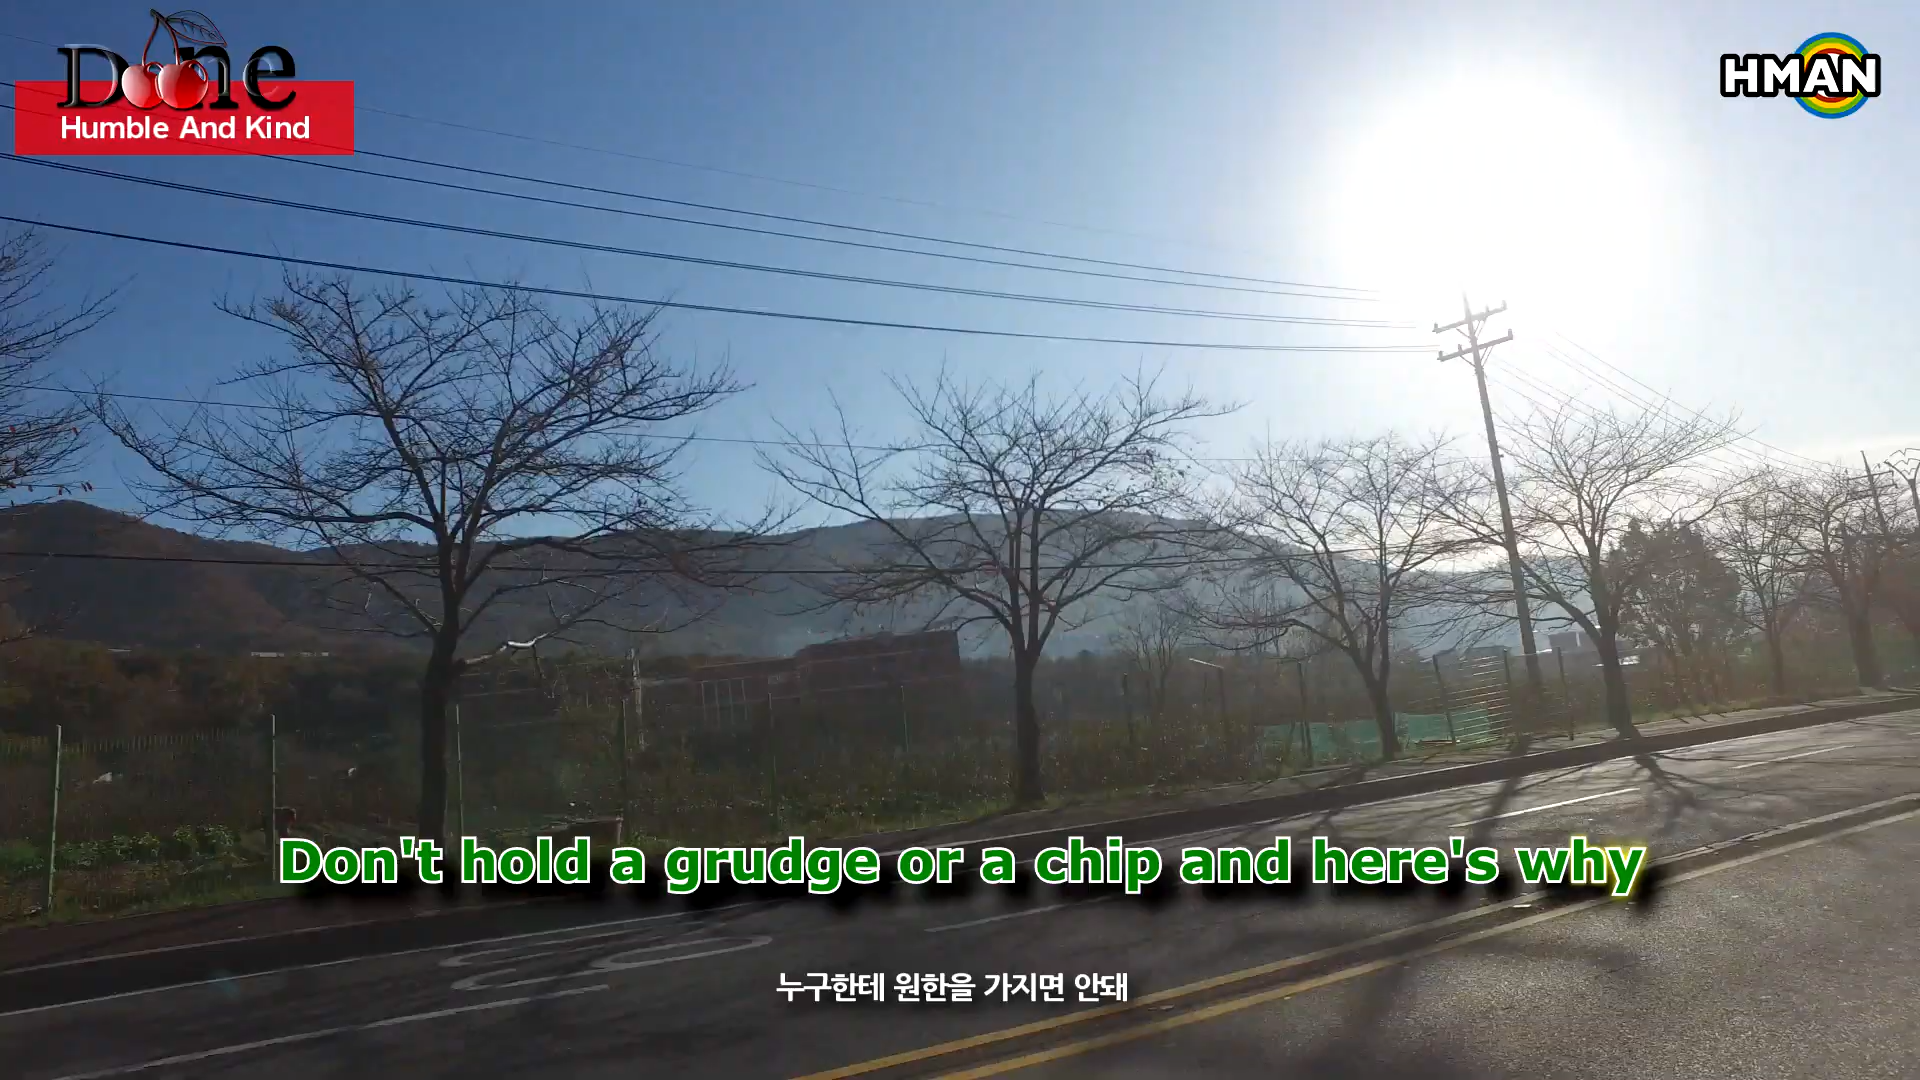 Done
Humble And Kind
HMAN
Don't hold a grudge or a chip and here's why
누구한테 원한을 가지면 안돼